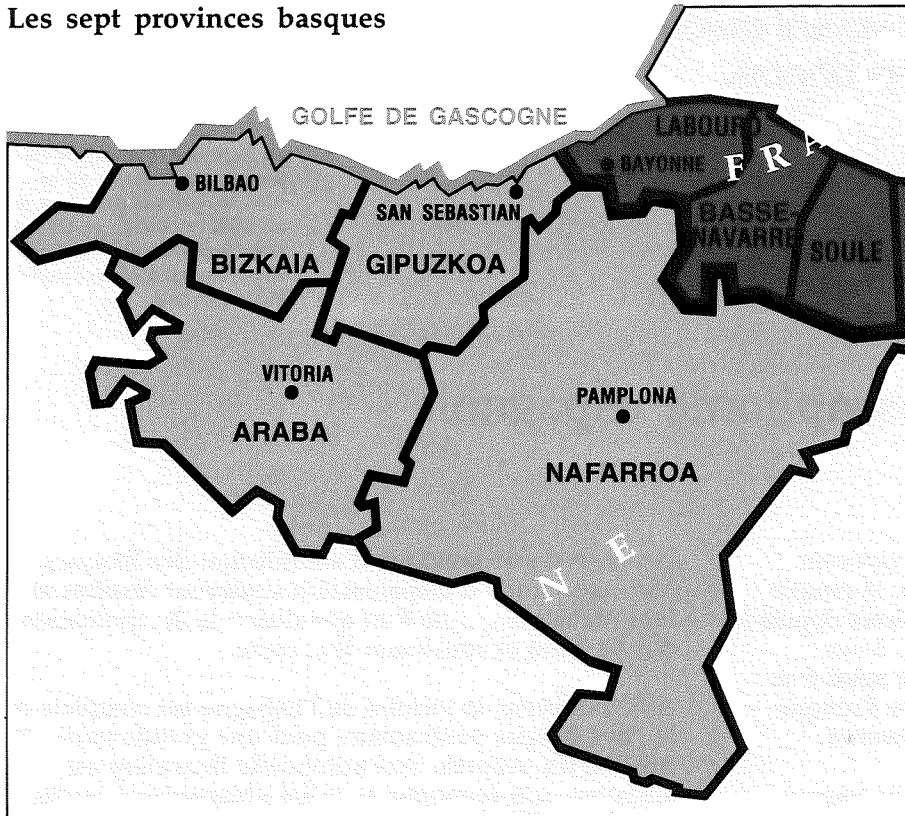 Les sept provinces basques
GOLFE DE GASCOGNE
LABOURD
BAYONNE
F R A
BILBAO
SAN SEBASTIAN
BASSE-
NAVARRE
SOULE
BIZKAIA
GIPUZKOA
VITORIA
PAMPLONA
ARABA
NAFARROA
N E